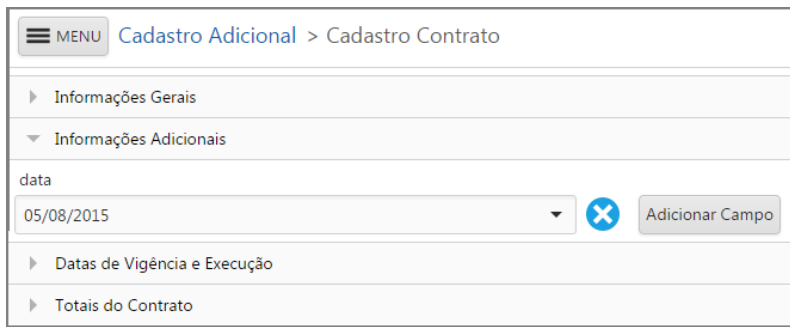 MENU Cadastro Adicional > Cadastro Contrato
Informações Gerais
Informações Adicionais
data
05/08/2015 Adicionar Campo
Datas de Vigência e Execução
Totais do Contrato